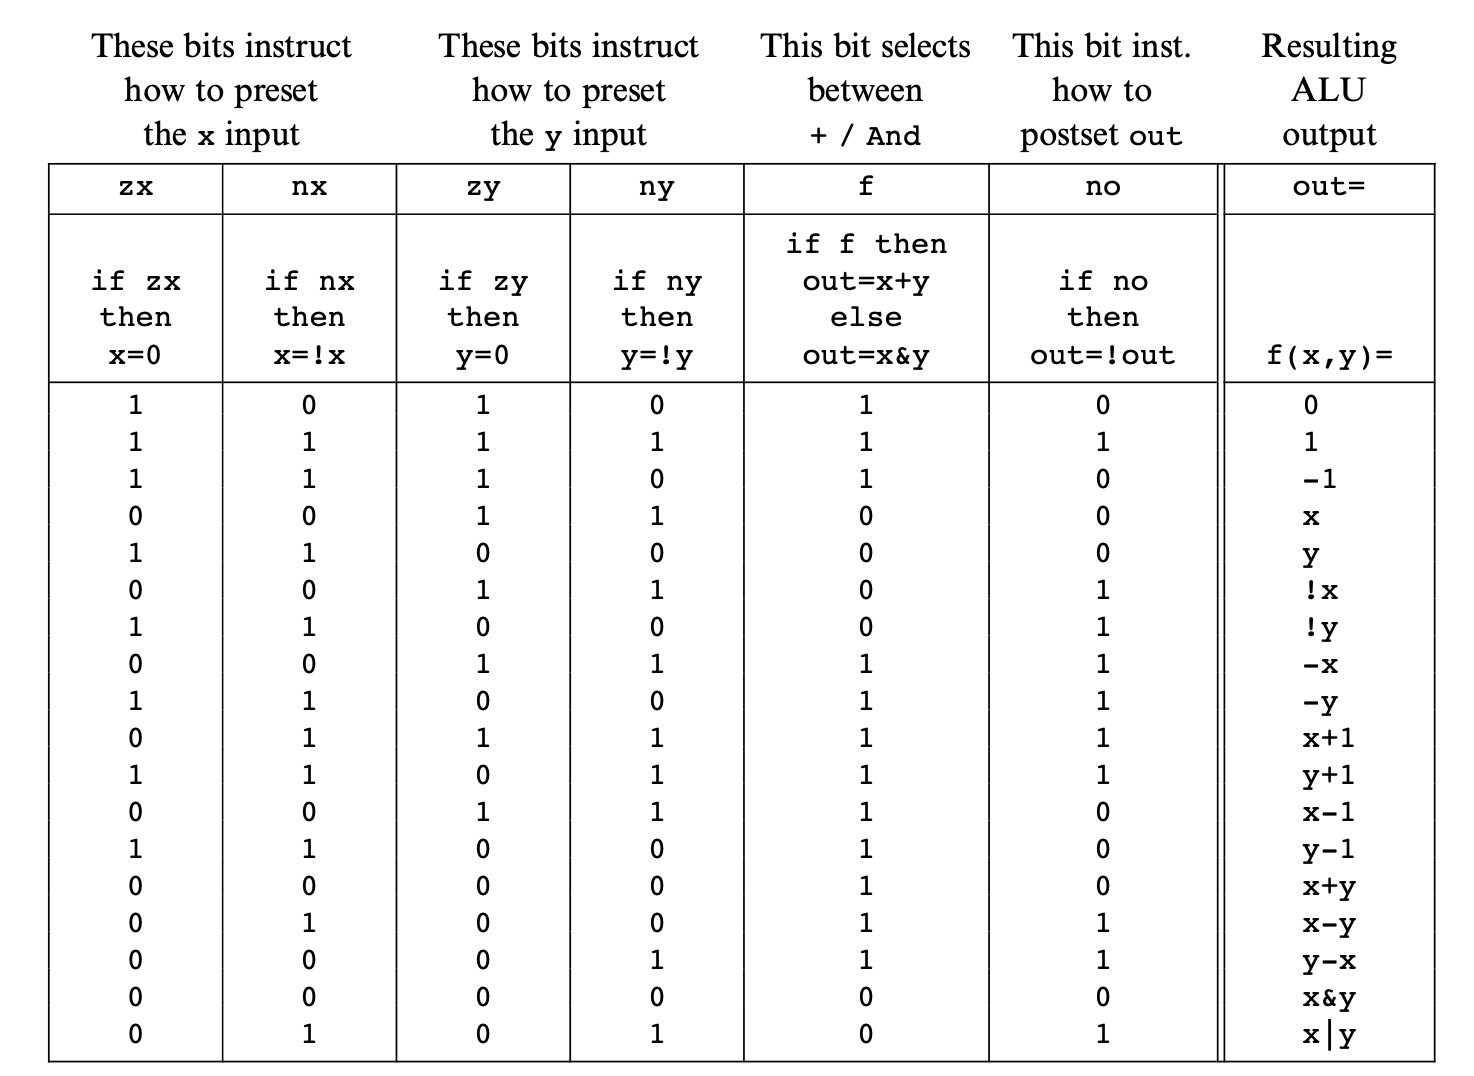 These bits instruct These bits instruct This bit selects This bit inst. Resulting
how to preset how to preset between how to ALU
the x input the y input + / And postset out output
zx nx zy ny f no out=
if f then
if zx if nx if zy if ny out=x+y if no
then then then then else then
x=0 x=!x y=0 y=!y out=x&y out=!out f(x,y)=
1 0 1 0 1 0 0
1 1 1 1 1 1 1
1 1 1 0 1 0 -1
0 0 1 1 0 0 x
1 1 0 0 0 0 y
0 0 1 1 0 1 !x
1 1 0 0 0 1 !y
0 0 1 1 1 1 -x
1 1 0 0 1 1 -y
0 1 1 1 1 1 x+1
1 1 0 1 1 1 y+1
0 0 1 1 1 0 x-1
1 1 0 0 1 0 y-1
0 0 0 0 1 0 x+y
0 1 0 0 1 1 x-y
0 0 0 1 1 1 y-x
0 0 0 0 0 0 x&y
0 1 0 1 0 1 x|y